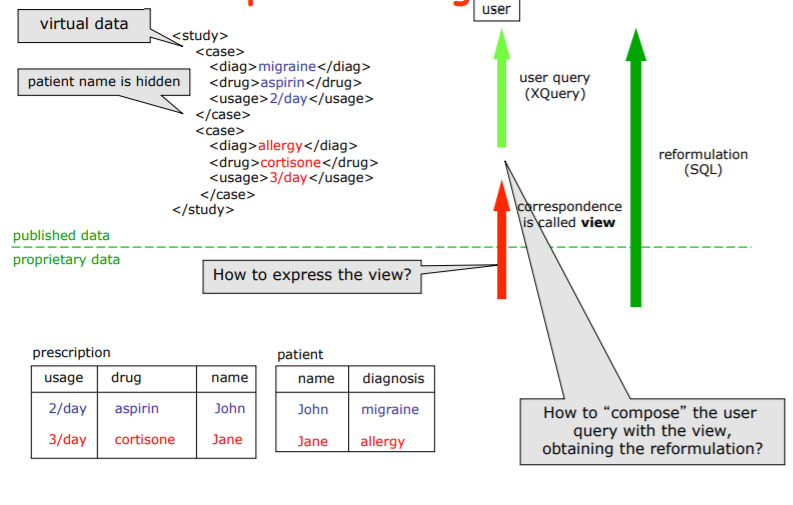 user
virtual data
<study>
<case>
<diag>migraine</diag>
<drug>aspirin</drug>
<usage>2/day</usage>
</case>
<case>
<diag>allergy</diag>
<drug>cortisone</drug>
<usage>3/day</usage>
</case>
</study>
patient name is hidden
user query
(XQuery)
reformulation
(SQL)
correspondence
is called view
published data
proprietary data
How to express the view?
prescription
usage drug name
2/day aspirin John
3/day cortisone Jane
patient
name diagnosis
John migraine
Jane allergy
How to “compose” the user
query with the view,
obtaining the reformulation?